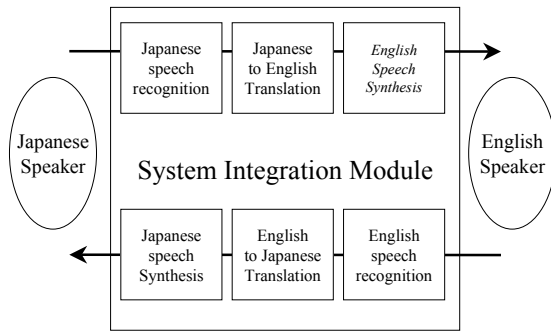 Japanese
speech
recognition
Japanese
to English
Translation
English
Speech
Synthesis
Japanese
Speaker
System Integration Module
English
Speaker
Japanese
speech
Synthesis
English
to Japanese
Translation
English
speech
recognition